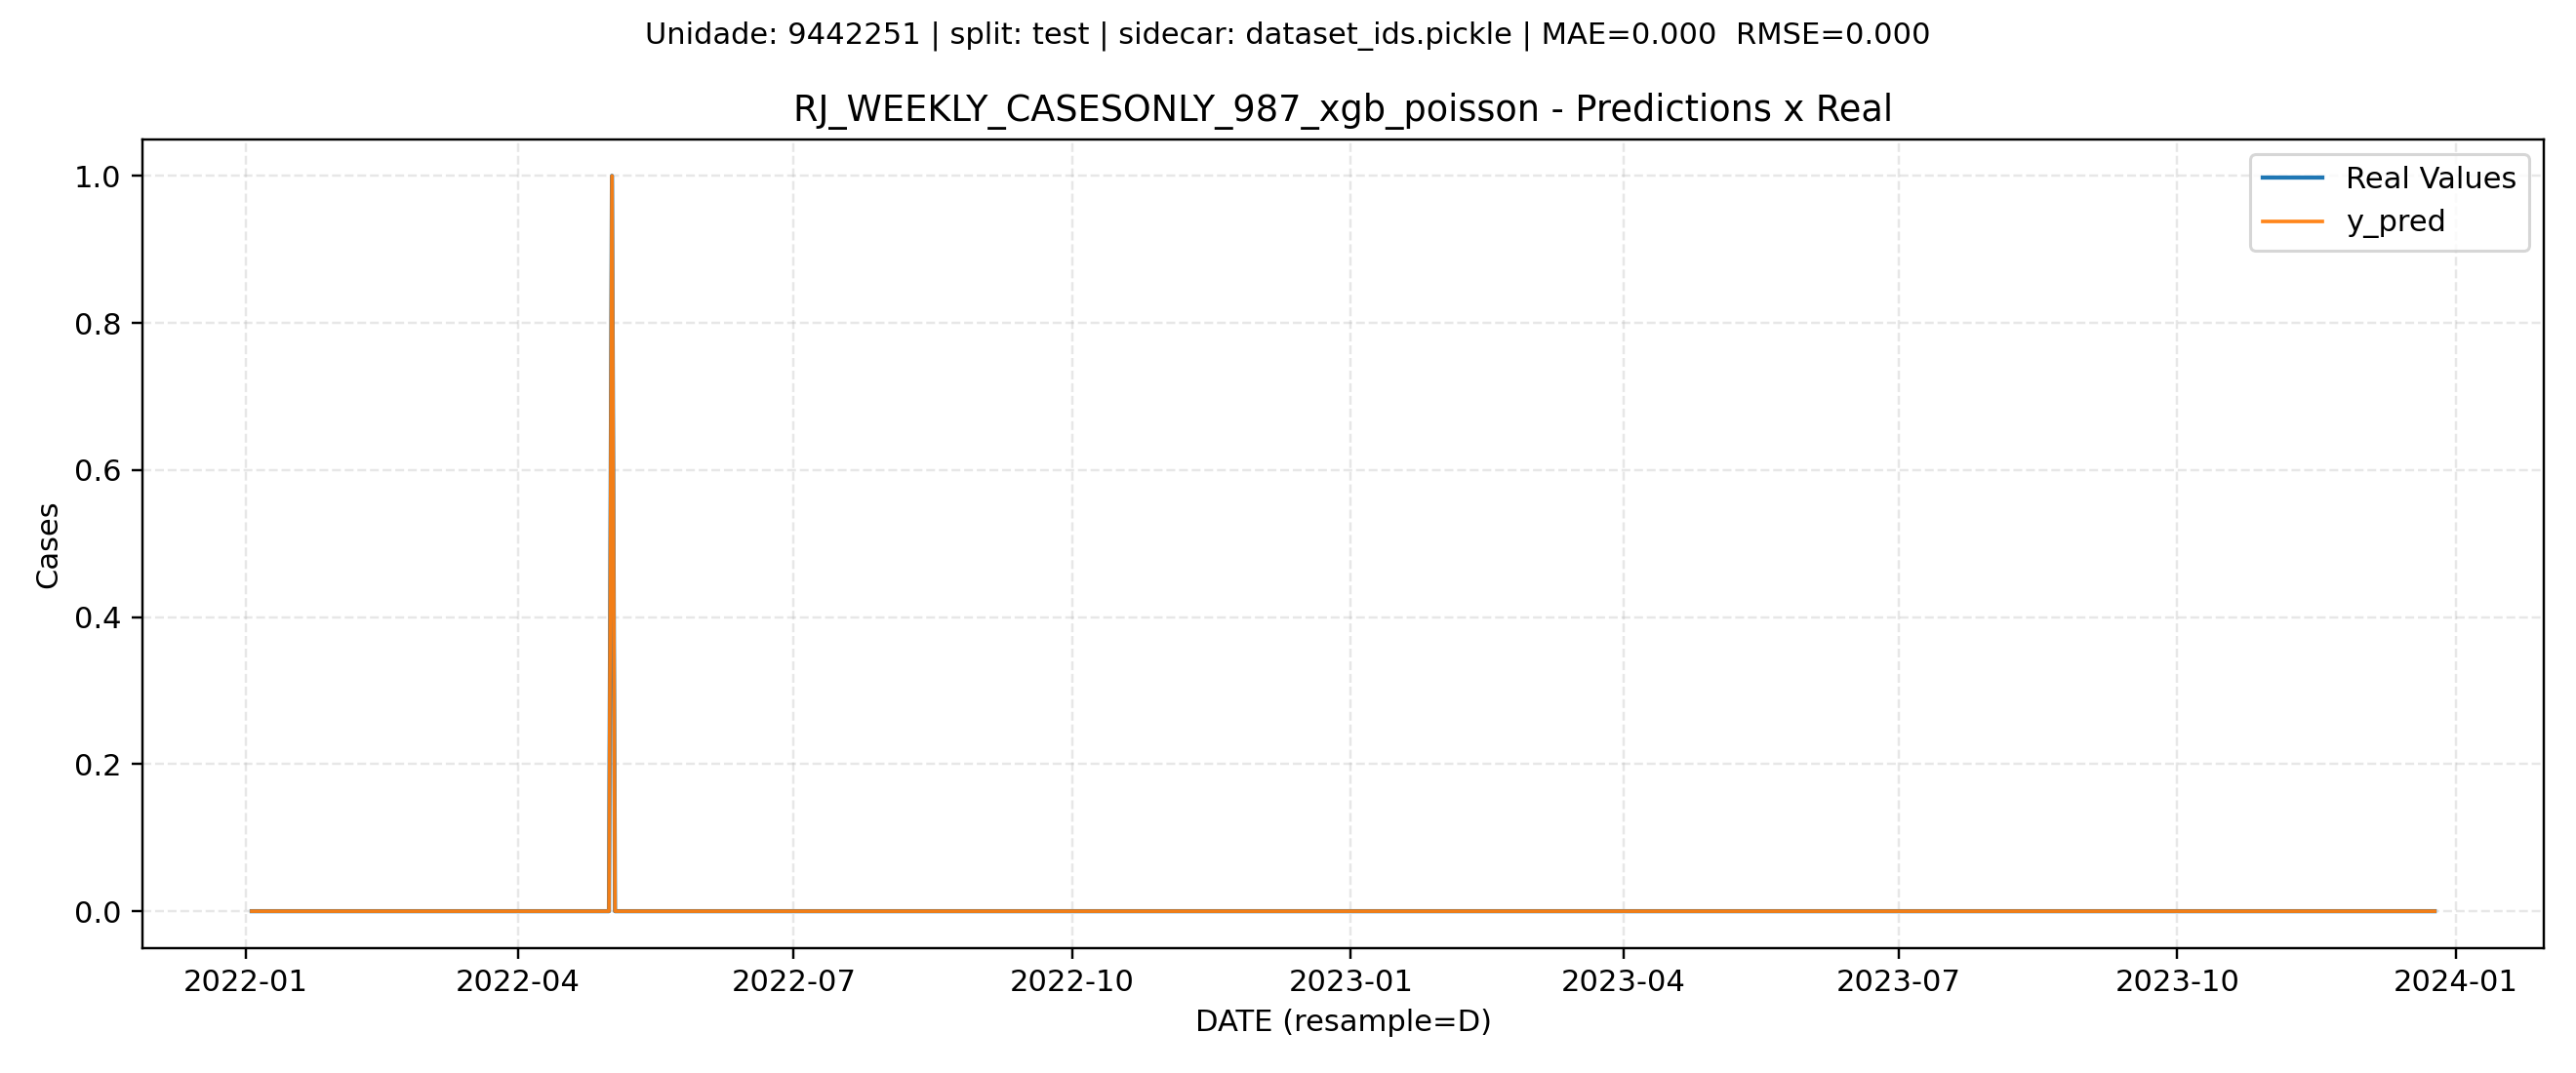 Unidade: 9442251 | split: test | sidecar: dataset_ids.pickle | MAE=0.000  RMSE=0.000
RJ_WEEKLY_CASESONLY_987_xgb_poisson - Predictions x Real
Real Values
y_pred
Cases
1.0
0.8
0.6
0.4
0.2
0.0
2022-01 2022-04 2022-07 2022-10 2023-01 2023-04 2023-07 2023-10 2024-01
DATE (resample=D)